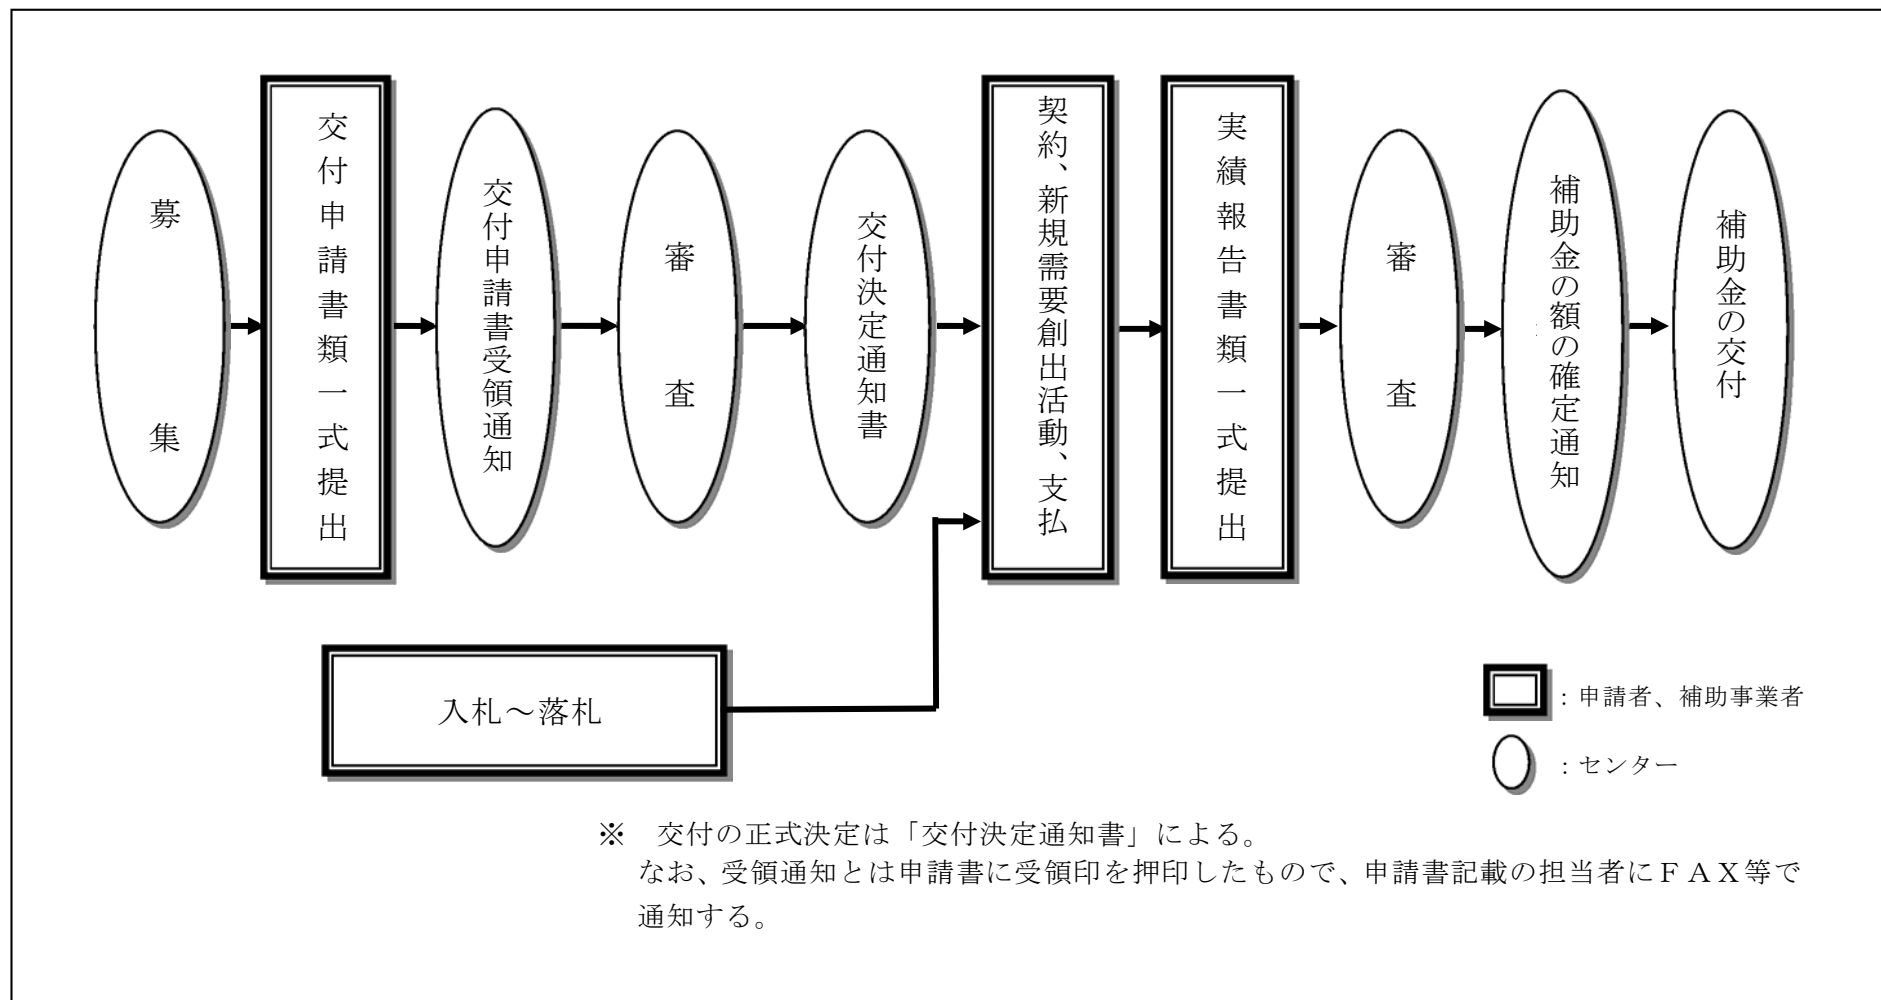 募集
交付申請書類一式提出
交付申請書受領通知
審査
交付決定通知書
契約、新規需要創出活動、支払
実績報告書類一式提出
審査
補助金の額の確定通知
補助金の交付
入札～落札
：申請者、補助事業者
：センター
※　交付の正式決定は「交付決定通知書」による。
なお、受領通知とは申請書に受領印を押印したもので、申請書記載の担当者にＦＡＸ等で
通知する。